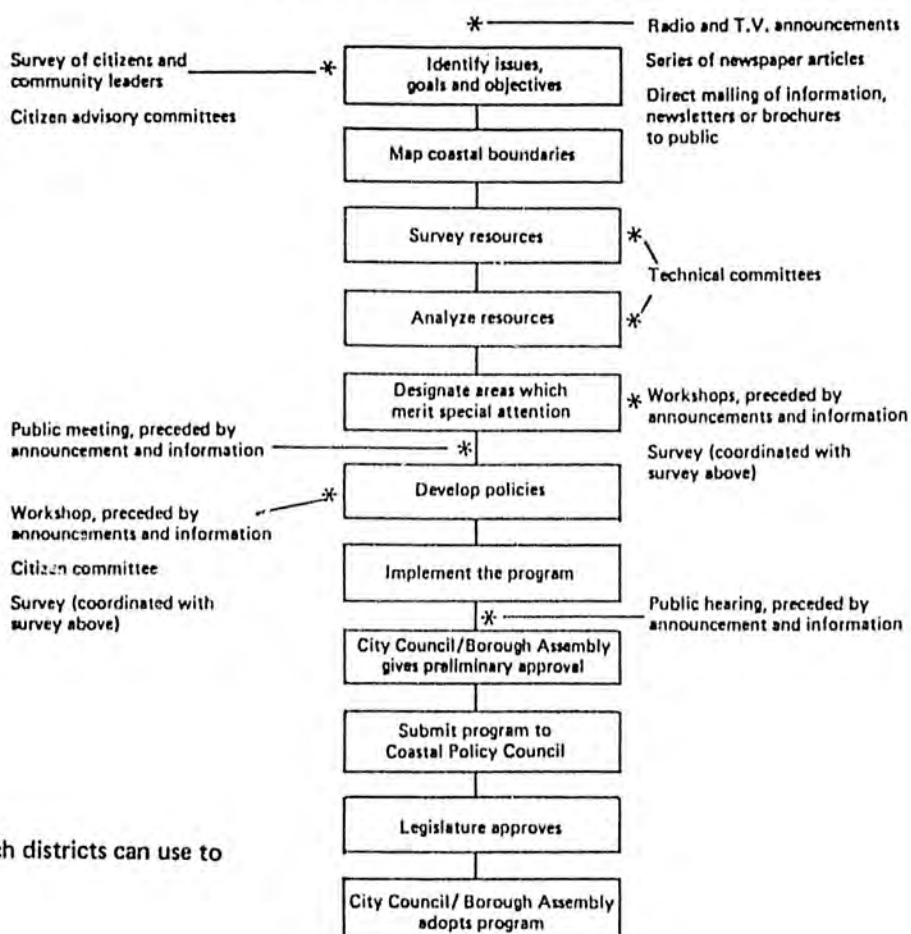 Radio and T.V. announcements
Series of newspaper articles
Direct mailing of information,
newsletters or brochures
to public
Survey of citizens and
community leaders
Citizen advisory committees
Identify issues,
goals and objectives
Map coastal boundaries
Survey resources
Technical committees
Analyze resources
Designate areas which
merit special attention
Workshops, preceded by
announcements and information
Survey (coordinated with
survey above)
Public meeting, preceded by
announcement and information
Develop policies
Workshop, preceded by
announcements and information
Citizen committee
Survey (coordinated with
survey above)
Implement the program
Public hearing, preceded by
announcement and information
City Council/Borough Assembly
gives preliminary approval
Submit program to
Coastal Policy Council
Legislature approves
ch districts can use to
City Council/Borough Assembly
adopts program